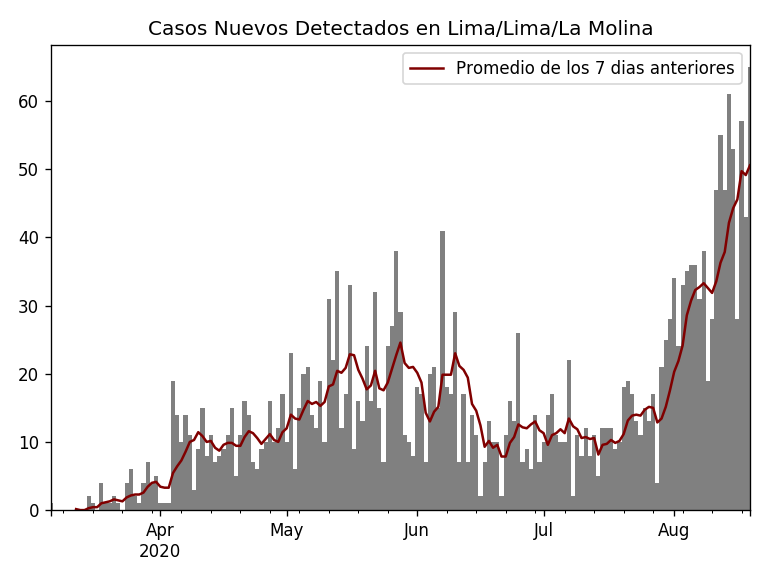 Casos Nuevos Detectados en Lima/Lima/La Molina
Promedio de los 7 dias anteriores
60
50
40
30
20
10
0
Apr May Jun Jul Aug
2020